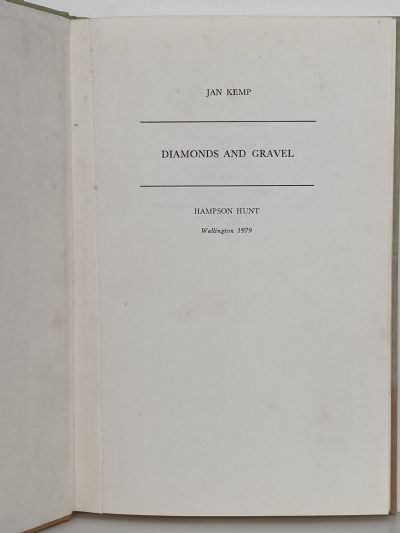 JAN KEMP
DIAMONDS AND GRAVEL
HAMPSON HUNT
Wellington 1979